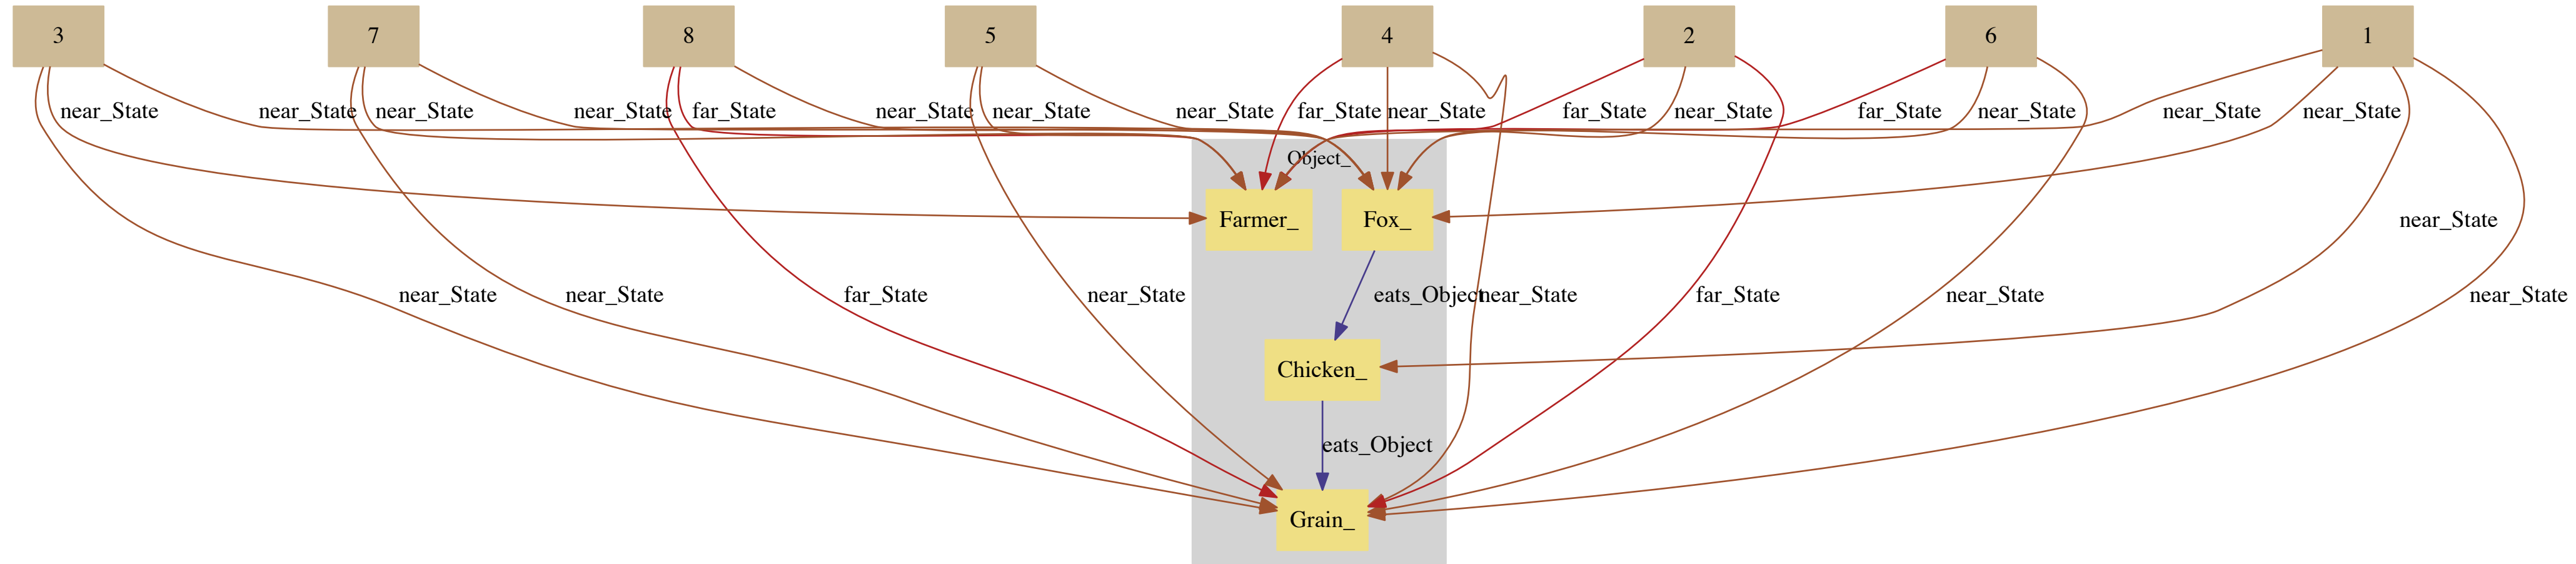 3 7 8 5 4 2 6 1
near_State near_State near_State near_State far_State near_State near_State near_State far_State near_State far_State near_State far_State near_State near_State near_State
Object_
Farmer_ Fox_ near_State
near_State near_State far_State near_State eats_Object near_State far_State near_State near_State
Chicken_
eats_Object
Grain_